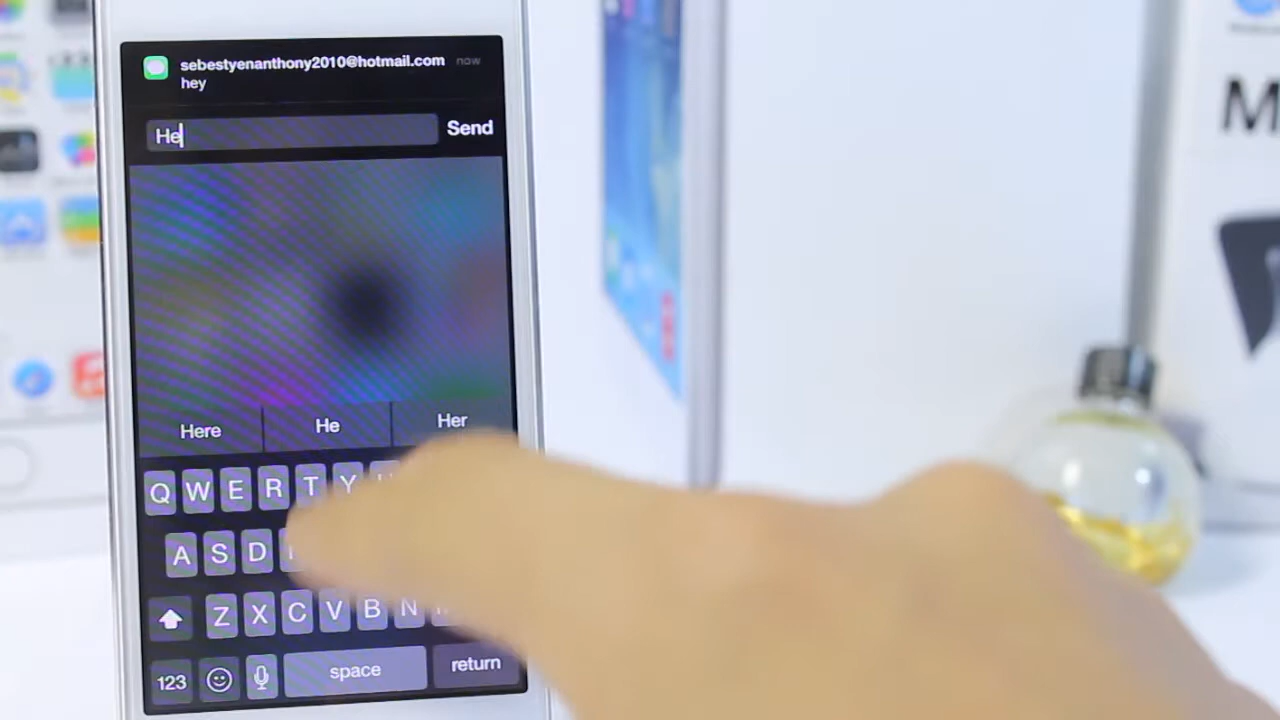 sebestyenanthony2010@hotmail.com now
hey
He Send
Here He Her
Q W E R T Y
A S D
Z X C V B N
123 space return
M